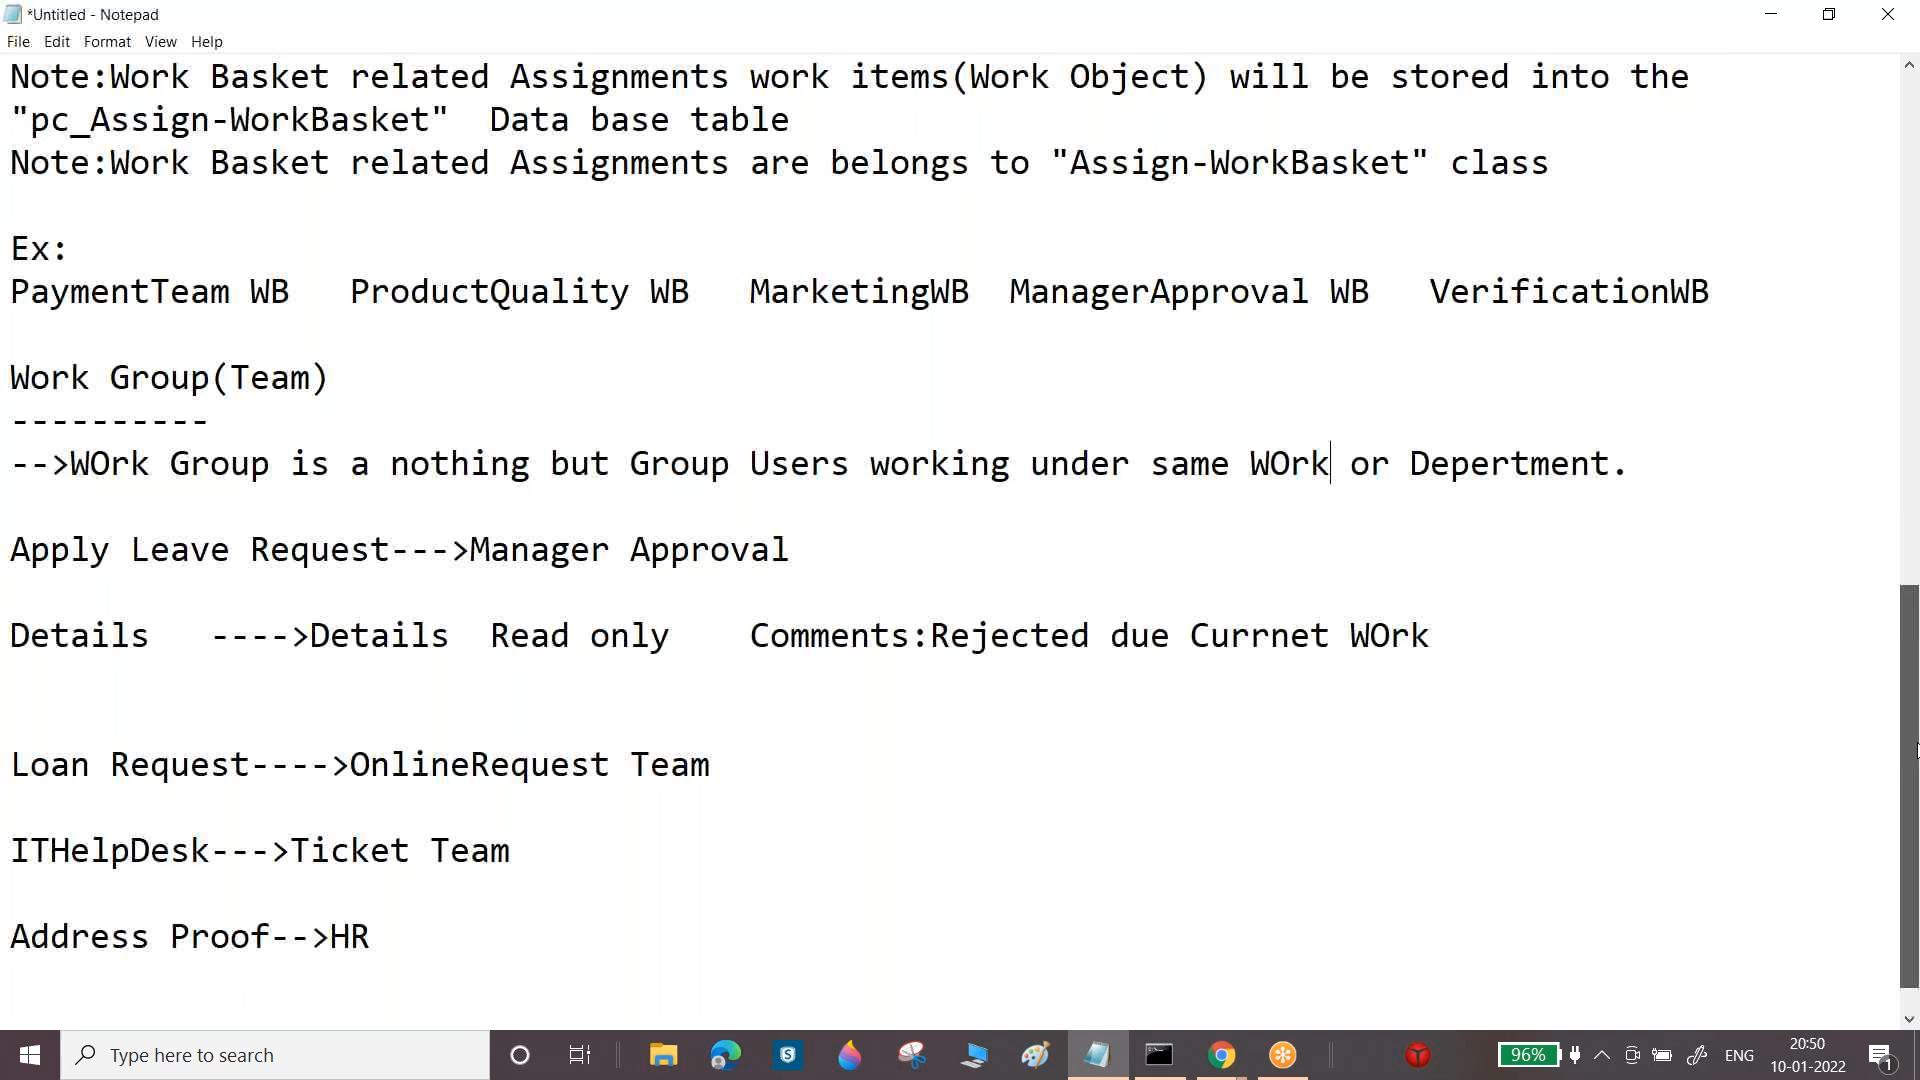 *Untitled - Notepad
File Edit Format View Help
Note:Work Basket related Assignments work items(Work Object) will be stored into the
"pc_Assign-WorkBasket"  Data base table
Note:Work Basket related Assignments are belongs to "Assign-WorkBasket" class
Ex:
PaymentTeam WB   ProductQuality WB   MarketingWB  ManagerApproval WB   VerificationWB
Work Group(Team)
----------
-->WOrk Group is a nothing but Group Users working under same WOrk or Depertment.
Apply Leave Request--->Manager Approval
Details   ---->Details  Read only    Comments:Rejected due Currnet WOrk
Loan Request---->OnlineRequest Team
ITHelpDesk--->Ticket Team
Address Proof-->HR
Type here to search
96%
ENG
20:50
10-01-2022
1